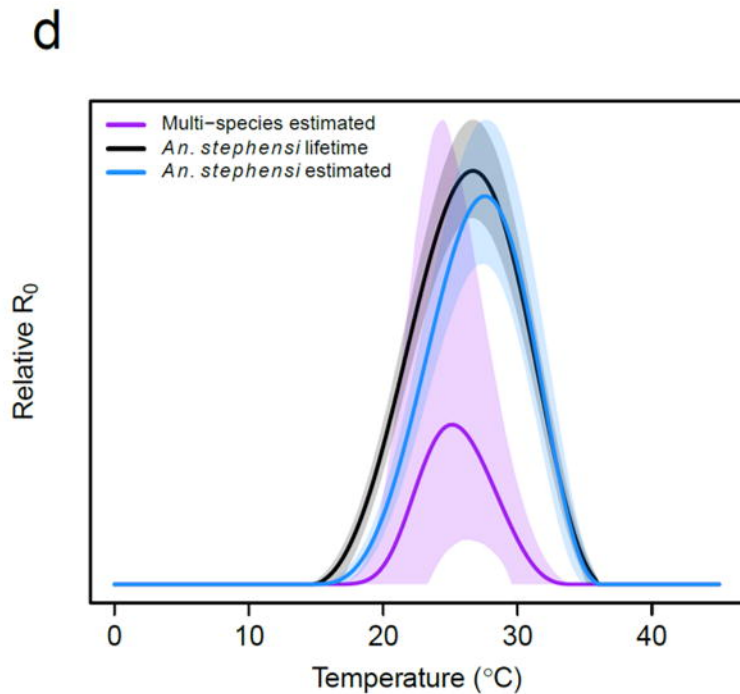 d
Multi−species estimated
An. stephensi lifetime
An. stephensi estimated
Relative R₀
0 10 20 30 40
Temperature (°C)